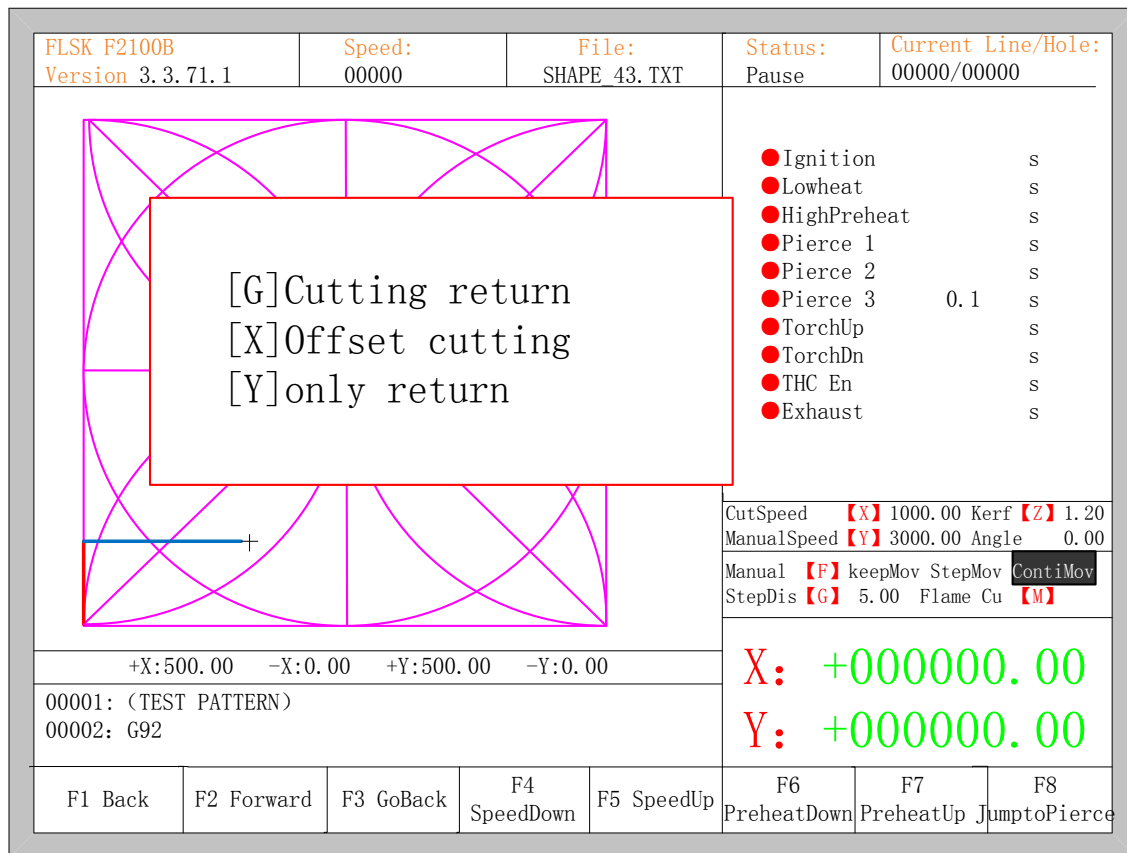 FLSK F2100B
Version 3.3.71.1
Speed:
00000
File:
SHAPE_43.TXT
Status:
Pause
Current Line/Hole:
00000/00000
[G]Cutting return
[X]Offset cutting
[Y]only return
Ignition s
Lowheat s
HighPreheat s
Pierce 1 s
Pierce 2 s
Pierce 3 0.1 s
TorchUp s
TorchDn s
THC En s
Exhaust s
CutSpeed 【X】 1000.00 Kerf【Z】 1.20
ManualSpeed【Y】 3000.00 Angle 0.00
Manual 【F】keepMov StepMov ContiMov
StepDis【G】 5.00 Flame Cu 【M】
+X:500.00 -X:0.00 +Y:500.00 -Y:0.00
00001: (TEST PATTERN)
00002: G92
X: +000000.00
Y: +000000.00
F1 Back
F2 Forward
F3 GoBack
F4
SpeedDown
F5 SpeedUp
F6
PreheatDown
F7
PreheatUp
F8
JumptoPierce